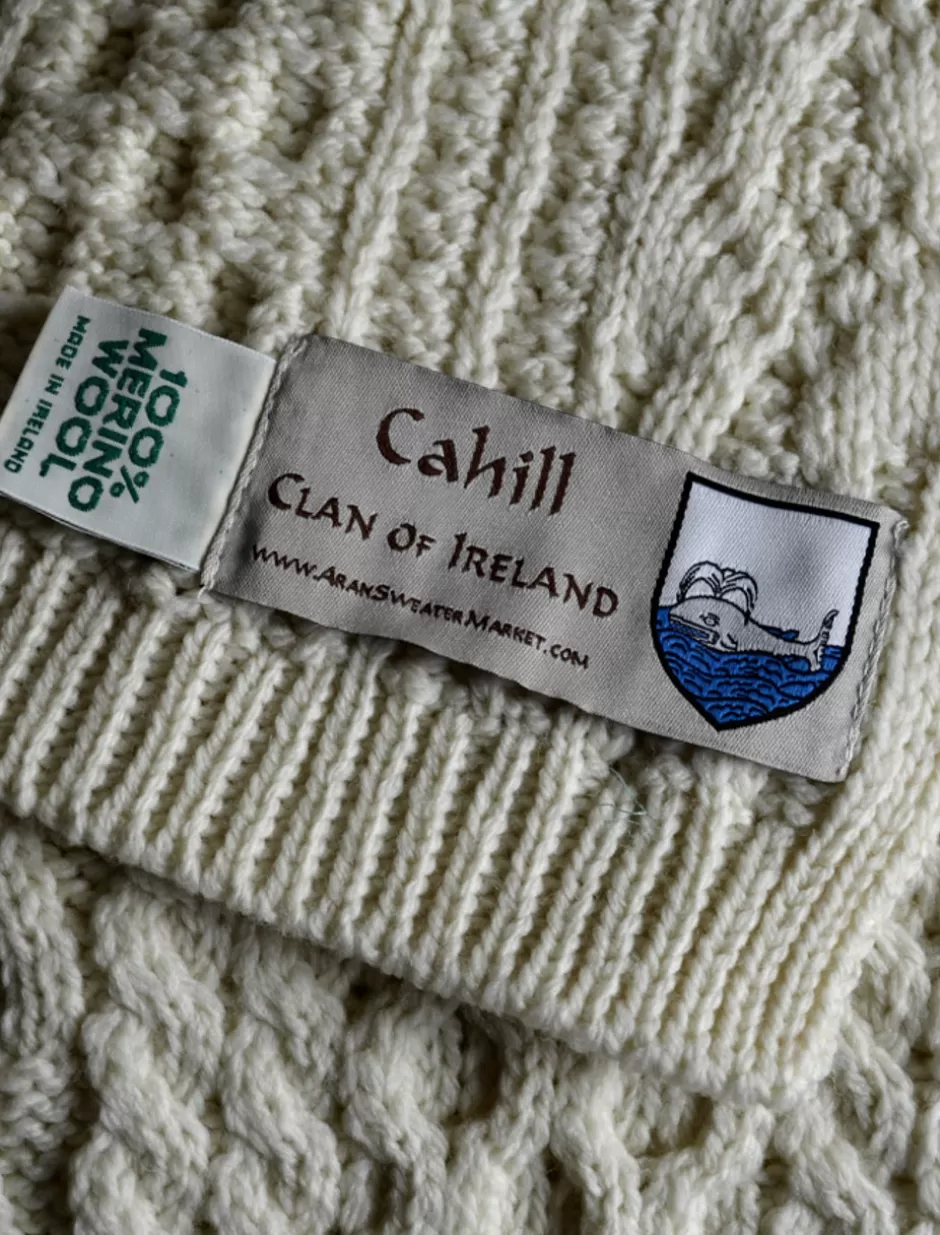 100%
MERINO
WOOL
MADE IN IRELAND
Cahill
CLAN OF IRELAND
WWW.ARANSWEATERMARKET.COM